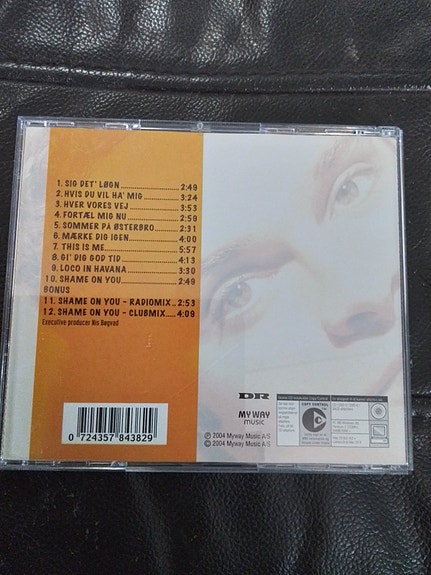 1. SIG DET' LØGN.....................2:49
2. HVIS DU VIL HA' MIG..............3:24
3. HVER VORES VEJ.....................3:53
4. FORTÆL MIG NU......................2:59
5. SOMMER PÅ ØSTERBRO.............2:31
6. MÆRKE DIG IGEN...................4:00
7. THIS IS ME............................5:57
8. GI' DIG GOD TID.....................4:13
9. LOCO IN HAVANA....................3:30
10. SHAME ON YOU......................2:49
BONUS
11. SHAME ON YOU - RADIOMIX..2:53
12. SHAME ON YOU - CLUBMIX.....4:09
Executive producer Nis Bøgvad
0 724357 843829
DR
MY WAY
music
℗ 2004 Myway Music A/S
© 2004 Myway Music A/S
COPY CONTROL